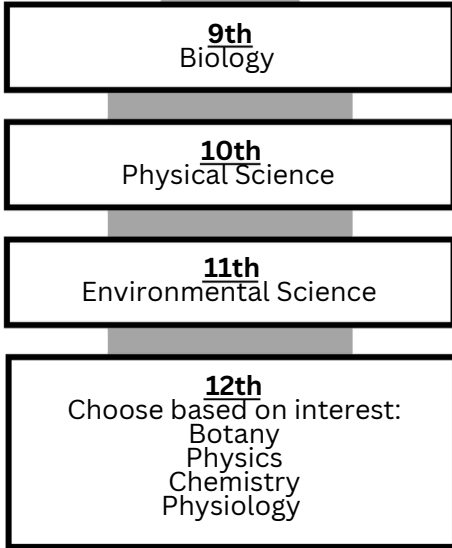 9th
Biology
10th
Physical Science
11th
Environmental Science
12th
Choose based on interest:
Botany
Physics
Chemistry
Physiology